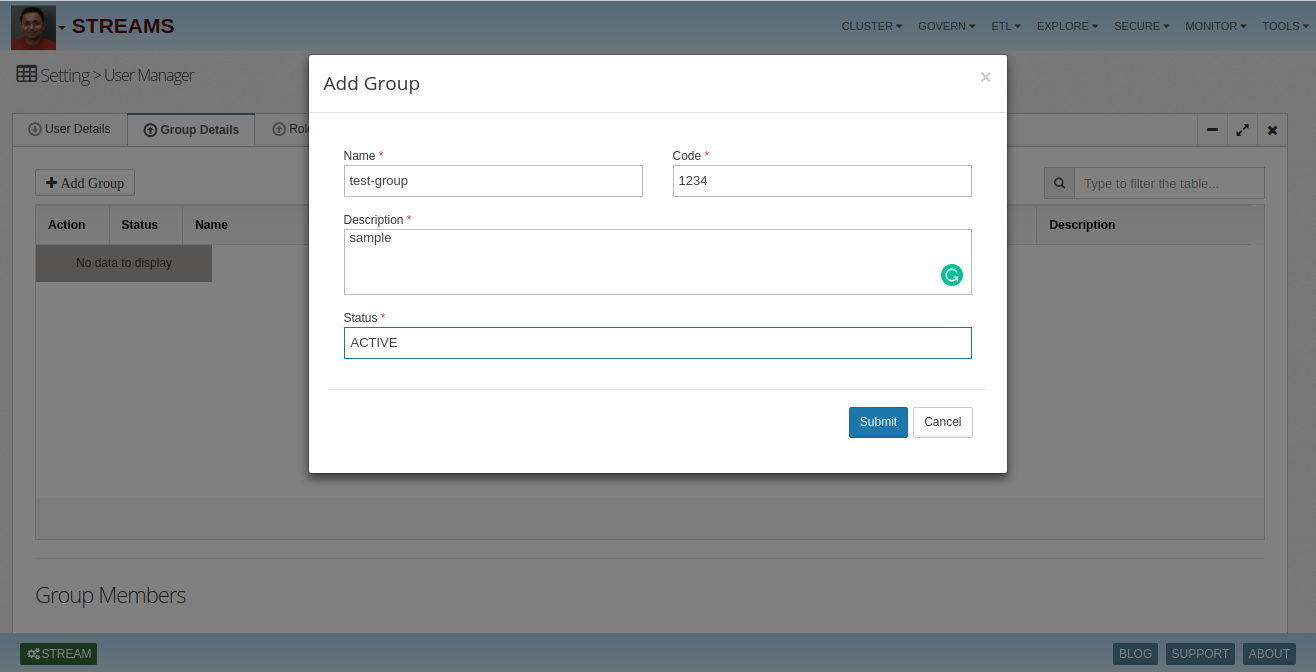 STREAMS
CLUSTER GOVERN ETL EXPLORE SECURE MONITOR TOOLS
Setting > User Manager
Add Group ×
User Details Group Details
Name * Code *
test-group 1234
Add Group
Type to filter the table...
Description *
Action Status Name Description
sample
No data to display
Status *
ACTIVE
Submit Cancel
Group Members
STREAM BLOG SUPPORT ABOUT